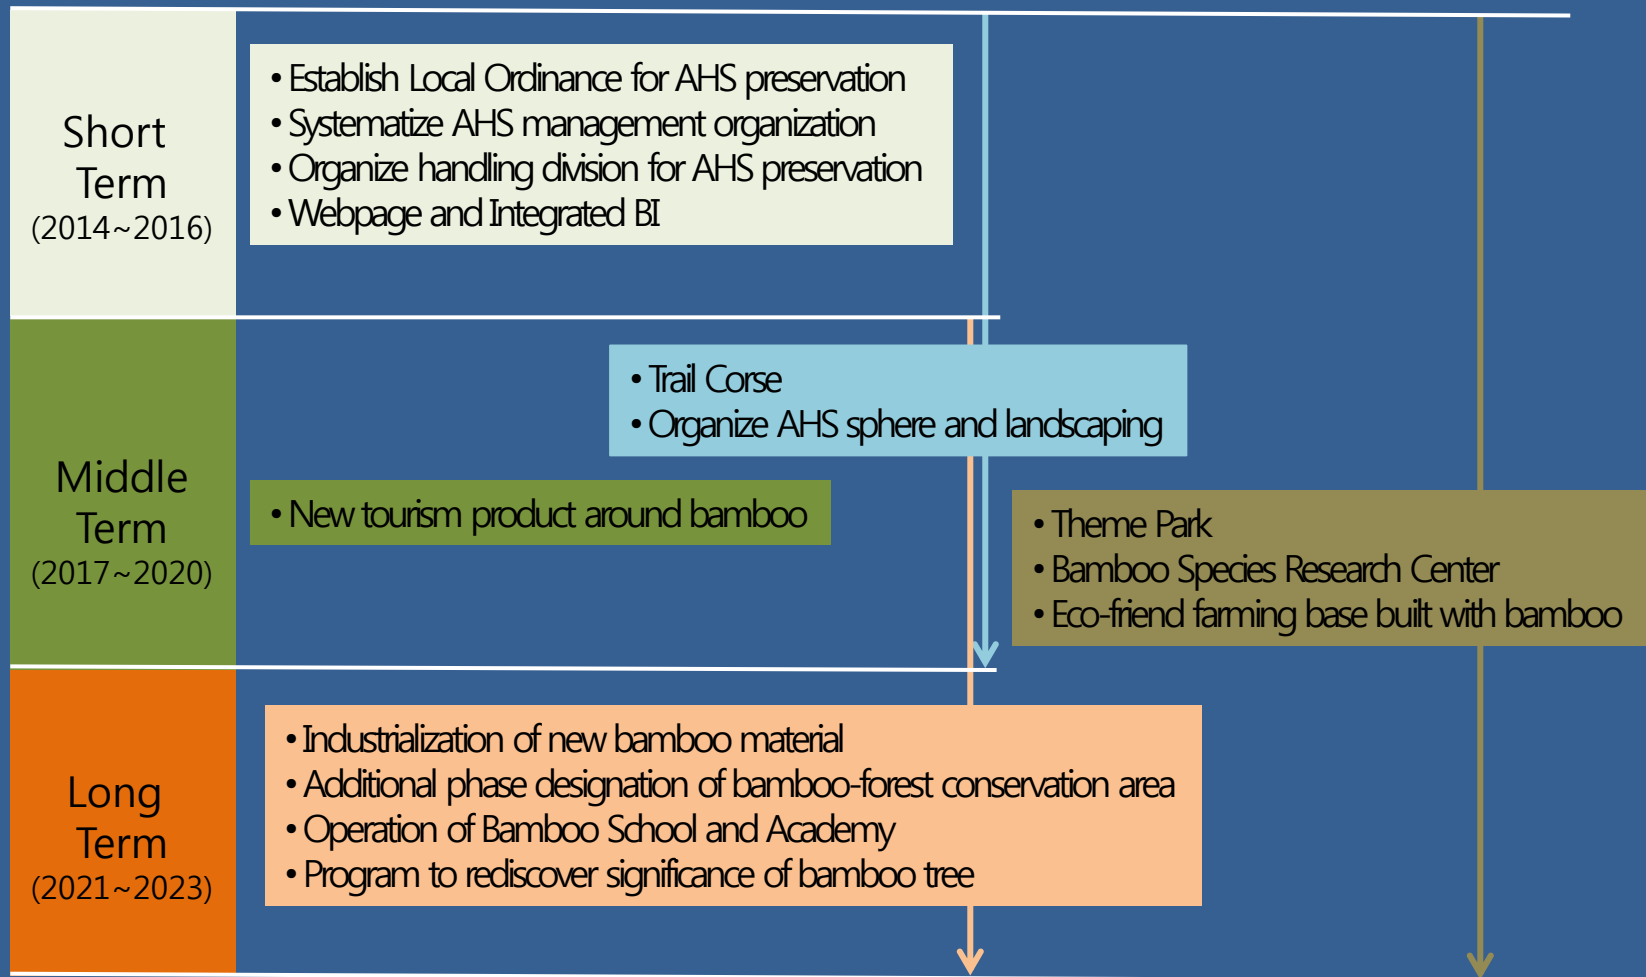 Short
Term
(2014~2016)
• Establish Local Ordinance for AHS preservation
• Systematize AHS management organization
• Organize handling division for AHS preservation
• Webpage and Integrated BI
Middle
Term
(2017~2020)
• Trail Corse
• Organize AHS sphere and landscaping
• New tourism product around bamboo
• Theme Park
• Bamboo Species Research Center
• Eco-friend farming base built with bamboo
Long
Term
(2021~2023)
• Industrialization of new bamboo material
• Additional phase designation of bamboo-forest conservation area
• Operation of Bamboo School and Academy
• Program to rediscover significance of bamboo tree